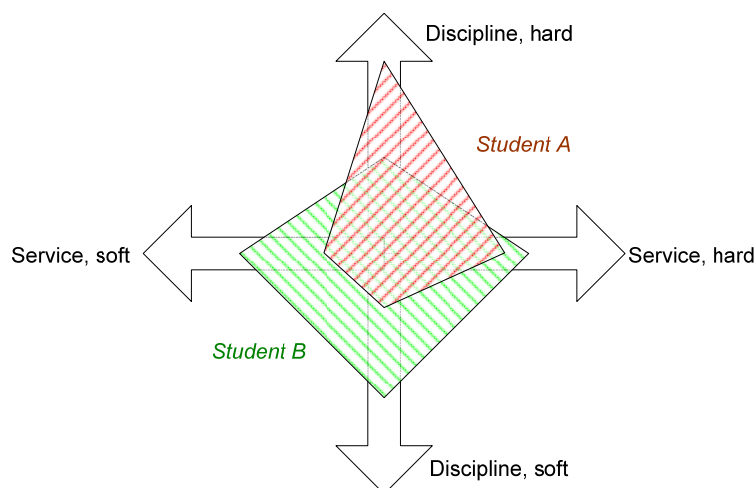 Discipline, hard
Student A
Service, soft
Service, hard
Student B
Discipline, soft